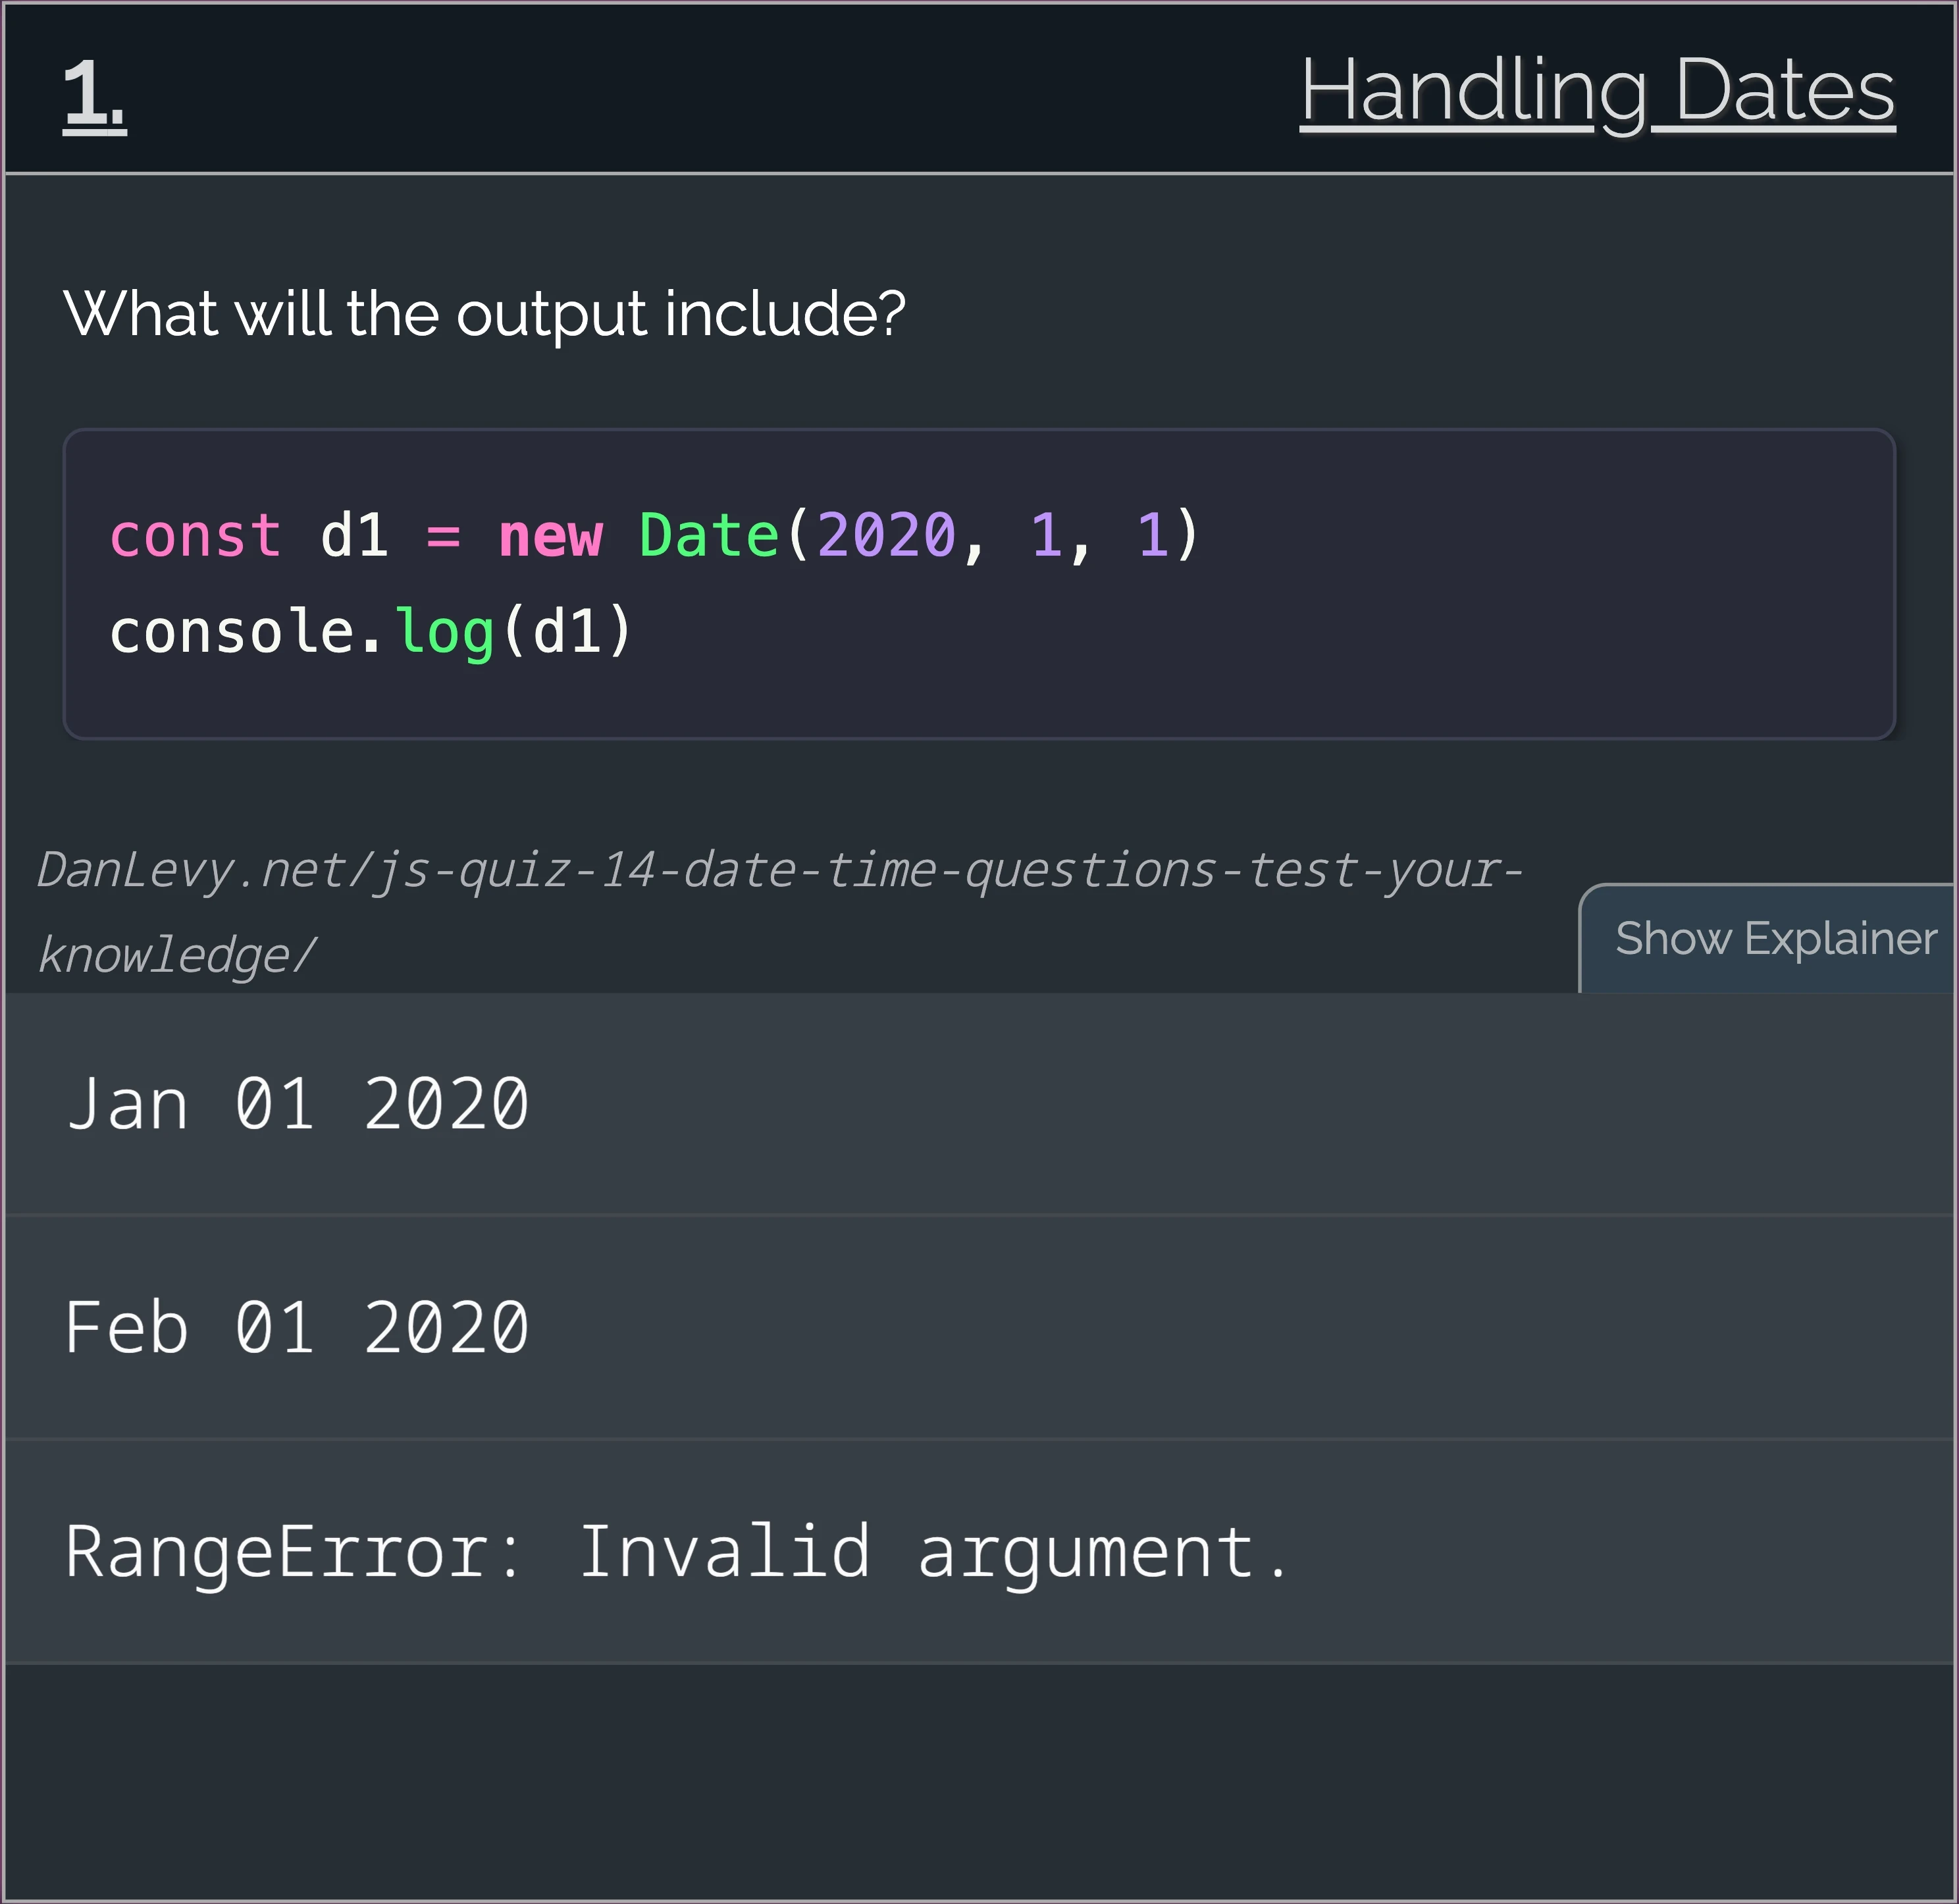 1.
Handling Dates
What will the output include?
const d1 = new Date(2020, 1, 1)
console.log(d1)
DanLevy.net/js-quiz-14-date-time-questions-test-your-
knowledge/
Show Explainer
Jan 01 2020
Feb 01 2020
RangeError: Invalid argument.